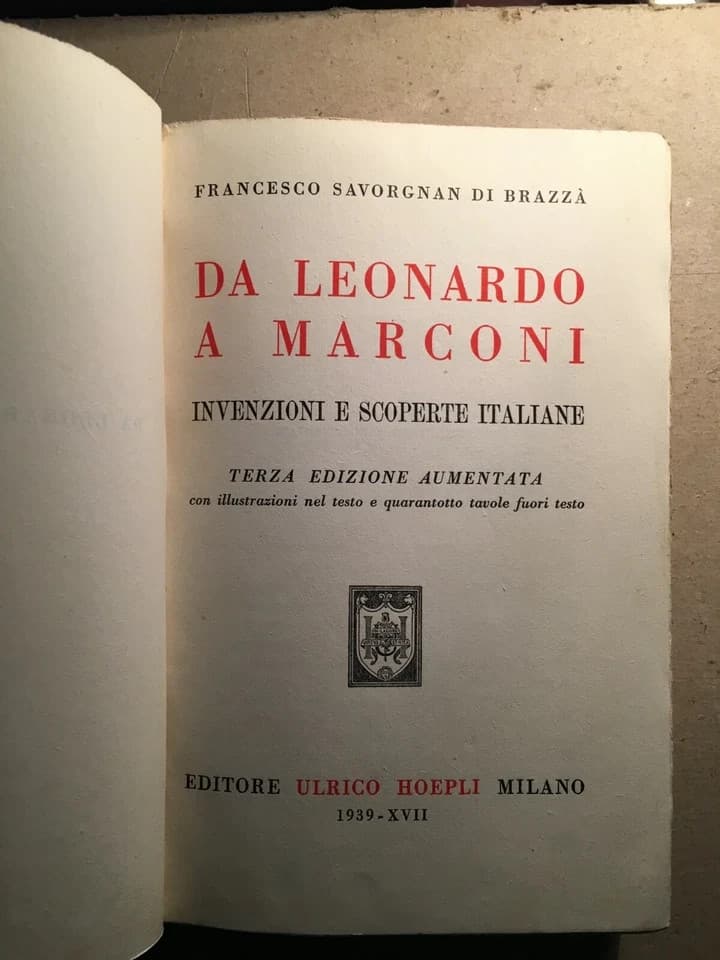 FRANCESCO SAVORGNAN DI BRAZZÀ
DA LEONARDO
A MARCONI
INVENZIONI E SCOPERTE ITALIANE
TERZA EDIZIONE AUMENTATA
con illustrazioni nel testo e quarantotto tavole fuori testo
EDITORE ULRICO HOEPLI MILANO
1939-XVII